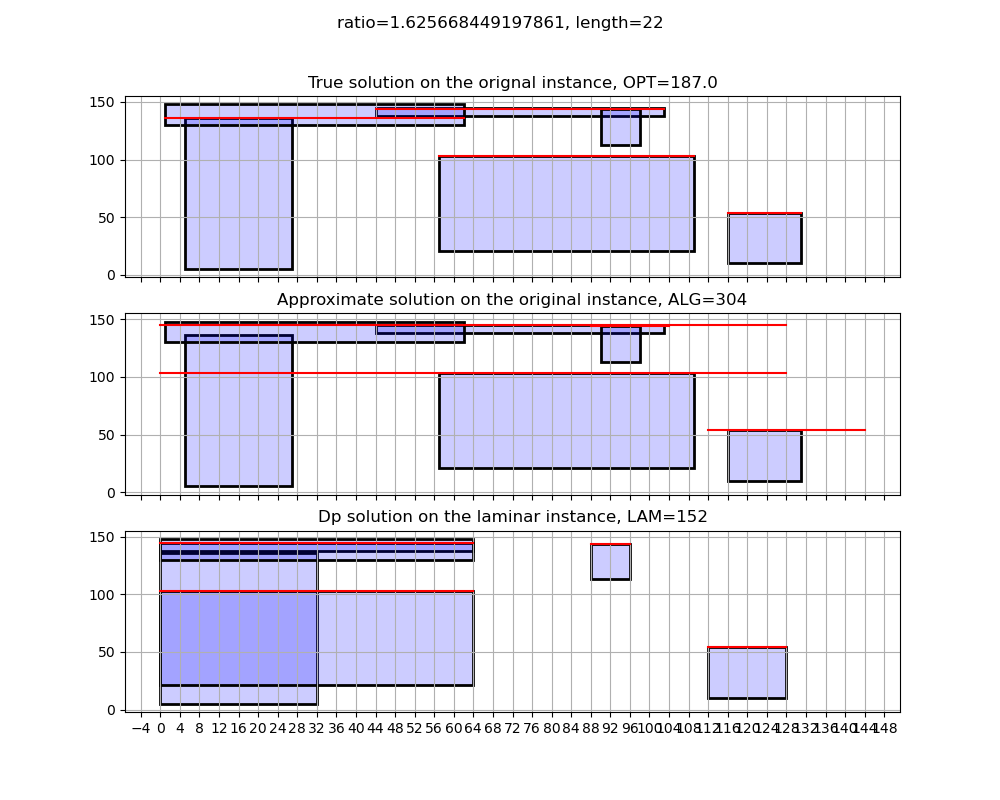 ratio=1.625668449197861, length=22
True solution on the orignal instance, OPT=187.0
150
100
50
0
Approximate solution on the original instance, ALG=304
150
100
50
0
Dp solution on the laminar instance, LAM=152
150
100
50
0
−4 0 4 8 12 16 20 24 28 32 36 40 44 48 52 56 60 64 68 72 76 80 84 88 92 96 100 104 108 112 116 120 124 128 132 136 140 144 148